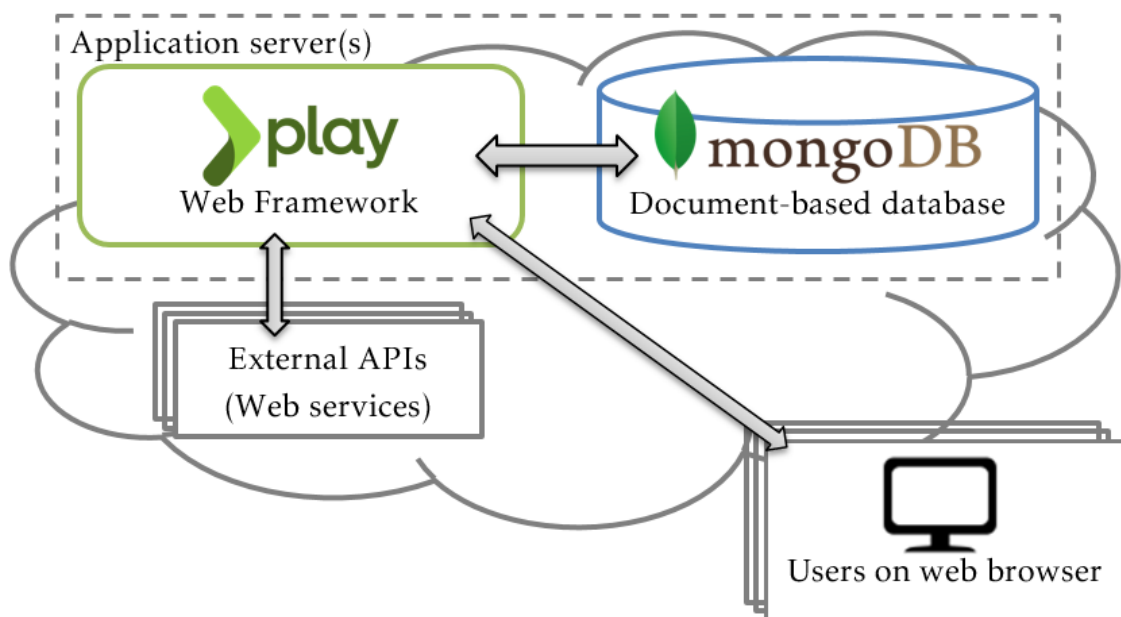 Application server(s)
play
Web Framework
mongoDB
Document-based database
External APIs
(Web services)
Users on web browser